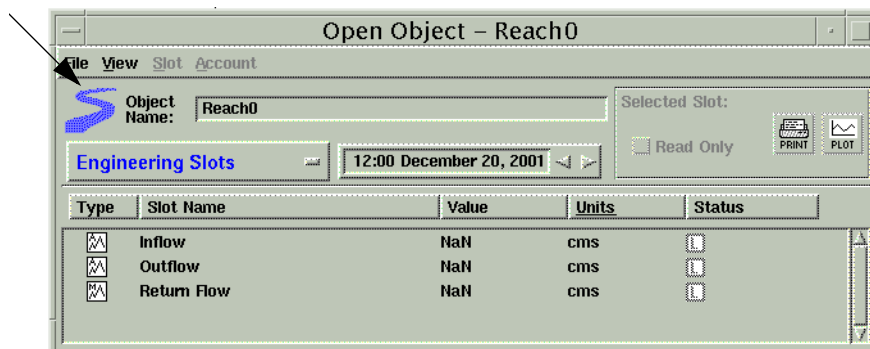 Open Object – Reach0
File View Slot Account
Object Name: Reach0
Selected Slot:
Read Only
PRINT PLOT
Engineering Slots 12:00 December 20, 2001
Type Slot Name Value Units Status
Inflow NaN cms L
Outflow NaN cms L
Return Flow NaN cms L